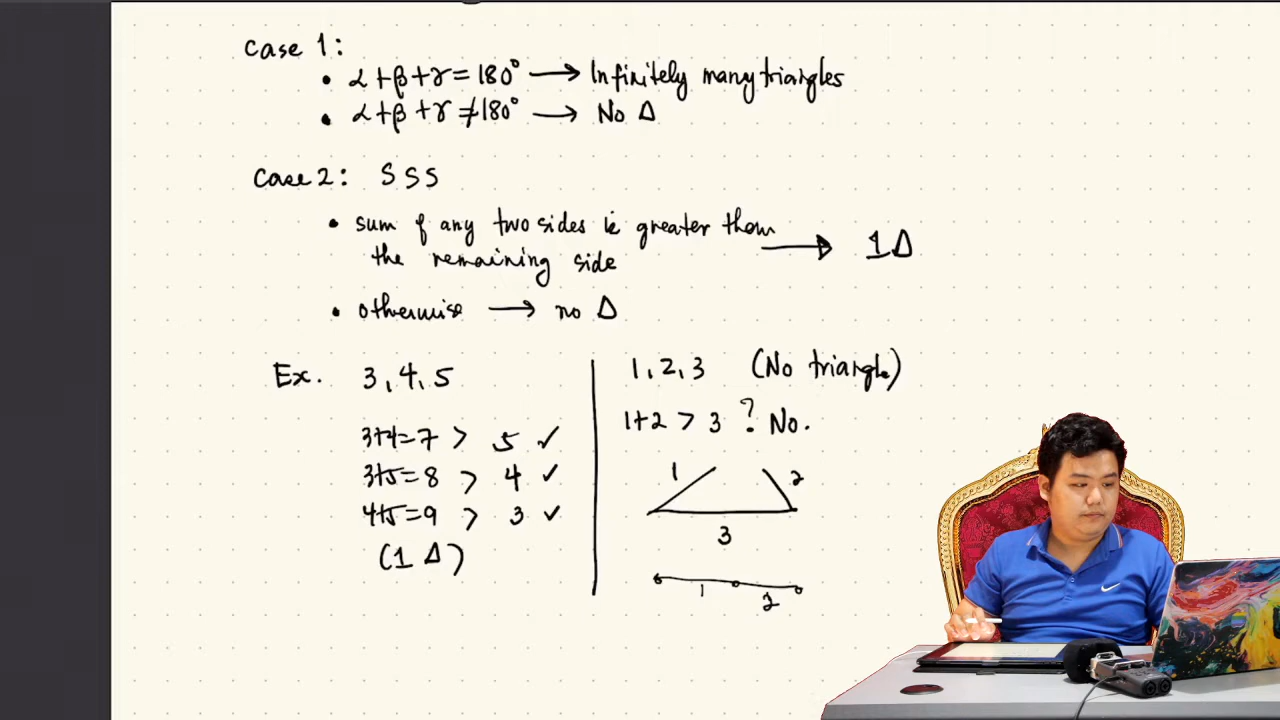 Case 1:
• α+β+γ=180° → Infinitely many triangles
• α+β+γ≠180° → No Δ
Case 2: SSS
• sum of any two sides is greater than
the remaining side → 1Δ
• otherwise → no Δ
Ex. 3, 4, 5
3+4=7 > 5 ✓
3+5=8 > 4 ✓
4+5=9 > 3 ✓
(1 Δ)
1, 2, 3 (No triangle)
1+2 > 3 ? No.
1 2
3
1 2